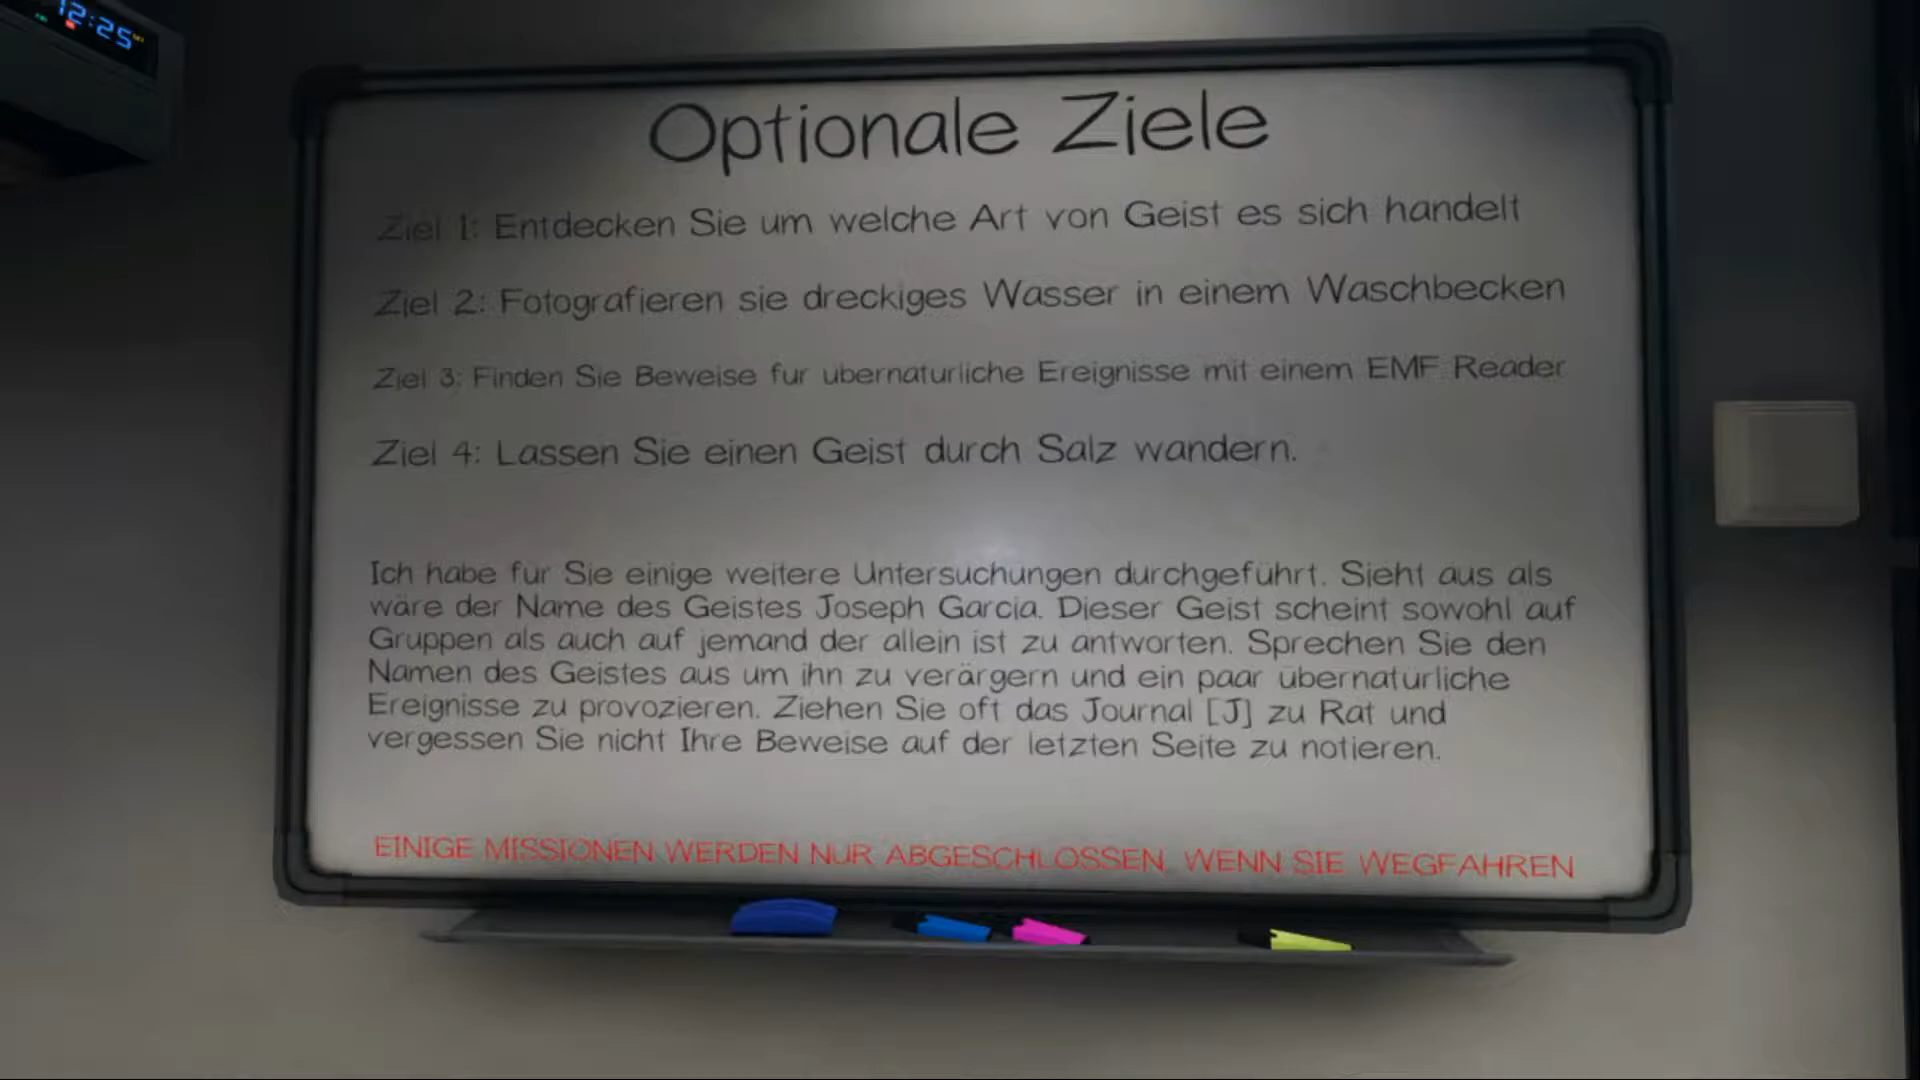 12:25
Optionale Ziele
Ziel 1: Entdecken Sie um welche Art von Geist es sich handelt
Ziel 2: Fotografieren sie dreckiges Wasser in einem Waschbecken
Ziel 3: Finden Sie Beweise fur ubernaturliche Ereignisse mit einem EMF Reader
Ziel 4: Lassen Sie einen Geist durch Salz wandern.
Ich habe fur Sie einige weitere Untersuchungen durchgeführt. Sieht aus als
wäre der Name des Geistes Joseph Garcia. Dieser Geist scheint sowohl auf
Gruppen als auch auf jemand der allein ist zu antworten. Sprechen Sie den
Namen des Geistes aus um ihn zu verärgern und ein paar übernaturliche
Ereignisse zu provozieren. Ziehen Sie oft das Journal [J] zu Rat und
vergessen Sie nicht Ihre Beweise auf der letzten Seite zu notieren.
EINIGE MISSIONEN WERDEN NUR ABGESCHLOSSEN, WENN SIE WEGFAHREN